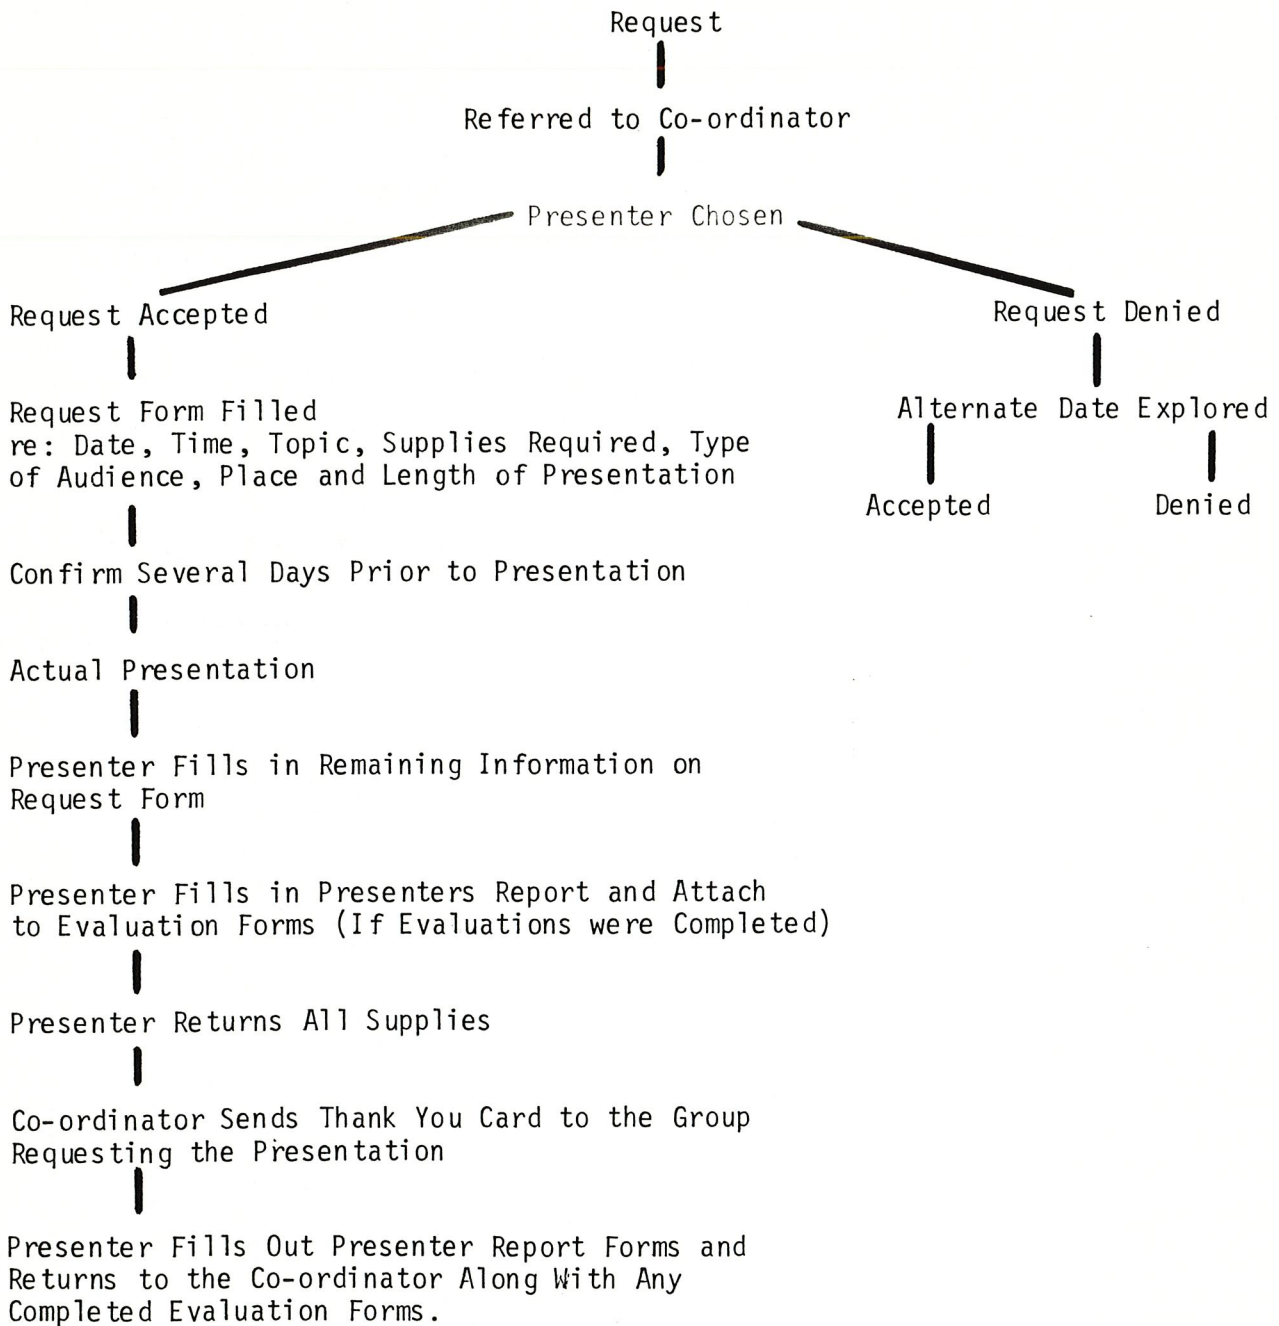 Request
Referred to Co-ordinator
Presenter Chosen
Request Accepted
Request Denied
Request Form Filled
re: Date, Time, Topic, Supplies Required, Type
of Audience, Place and Length of Presentation
Alternate Date Explored
Accepted
Denied
Confirm Several Days Prior to Presentation
Actual Presentation
Presenter Fills in Remaining Information on
Request Form
Presenter Fills in Presenters Report and Attach
to Evaluation Forms (If Evaluations were Completed)
Presenter Returns All Supplies
Co-ordinator Sends Thank You Card to the Group
Requesting the Presentation
Presenter Fills Out Presenter Report Forms and
Returns to the Co-ordinator Along With Any
Completed Evaluation Forms.